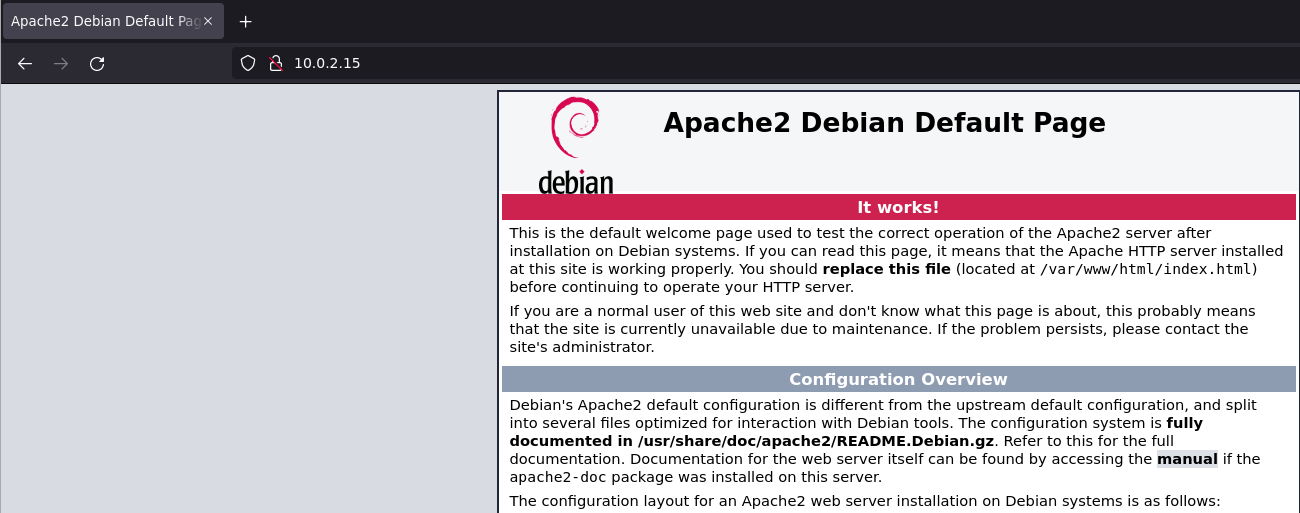 Apache2 Debian Default Pag
10.0.2.15
debian
Apache2 Debian Default Page
It works!
This is the default welcome page used to test the correct operation of the Apache2 server after
installation on Debian systems. If you can read this page, it means that the Apache HTTP server installed
at this site is working properly. You should replace this file (located at /var/www/html/index.html)
before continuing to operate your HTTP server.
If you are a normal user of this web site and don't know what this page is about, this probably means
that the site is currently unavailable due to maintenance. If the problem persists, please contact the
site's administrator.
Configuration Overview
Debian's Apache2 default configuration is different from the upstream default configuration, and split
into several files optimized for interaction with Debian tools. The configuration system is fully
documented in /usr/share/doc/apache2/README.Debian.gz. Refer to this for the full
documentation. Documentation for the web server itself can be found by accessing the manual if the
apache2-doc package was installed on this server.
The configuration layout for an Apache2 web server installation on Debian systems is as follows: